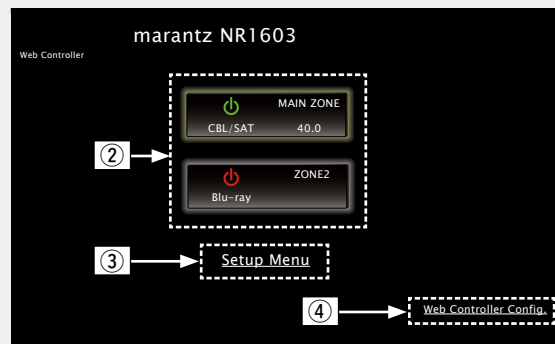 marantz NR1603
Web Controller
MAIN ZONE
CBL/SAT 40.0
② ZONE2
Blu-ray
③ Setup Menu
④ Web Controller Config.